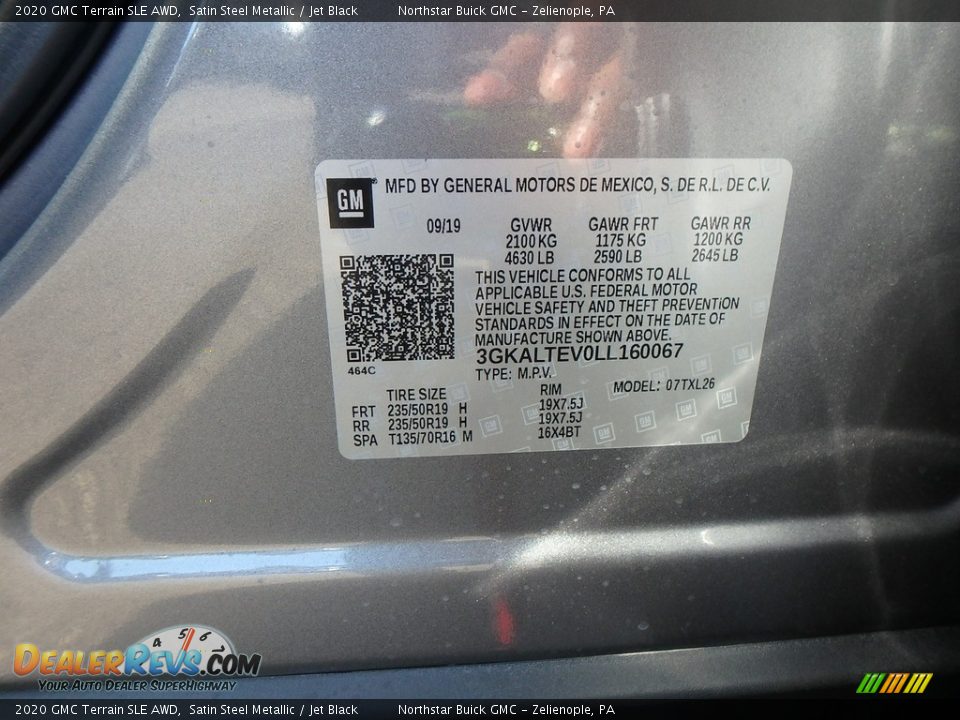 2020 GMC Terrain SLE AWD, Satin Steel Metallic / Jet Black Northstar Buick GMC - Zelienople, PA
GM MFD BY GENERAL MOTORS DE MEXICO, S. DE R.L. DE C.V.
09/19 GVWR GAWR FRT GAWR RR
2100 KG 1175 KG 1200 KG
4630 LB 2590 LB 2645 LB
THIS VEHICLE CONFORMS TO ALL
APPLICABLE U.S. FEDERAL MOTOR
VEHICLE SAFETY AND THEFT PREVENTION
STANDARDS IN EFFECT ON THE DATE OF
MANUFACTURE SHOWN ABOVE.
3GKALTEV0LL160067
464C TYPE: M.P.V. MODEL: 07TXL26
TIRE SIZE RIM
FRT 235/50R19 H 19X7.5J
RR 235/50R19 H 19X7.5J
SPA T135/70R16 M 16X4BT
4 5 6
DealerRevs.com
Your Auto Dealer SuperHighway
2020 GMC Terrain SLE AWD, Satin Steel Metallic / Jet Black Northstar Buick GMC - Zelienople, PA